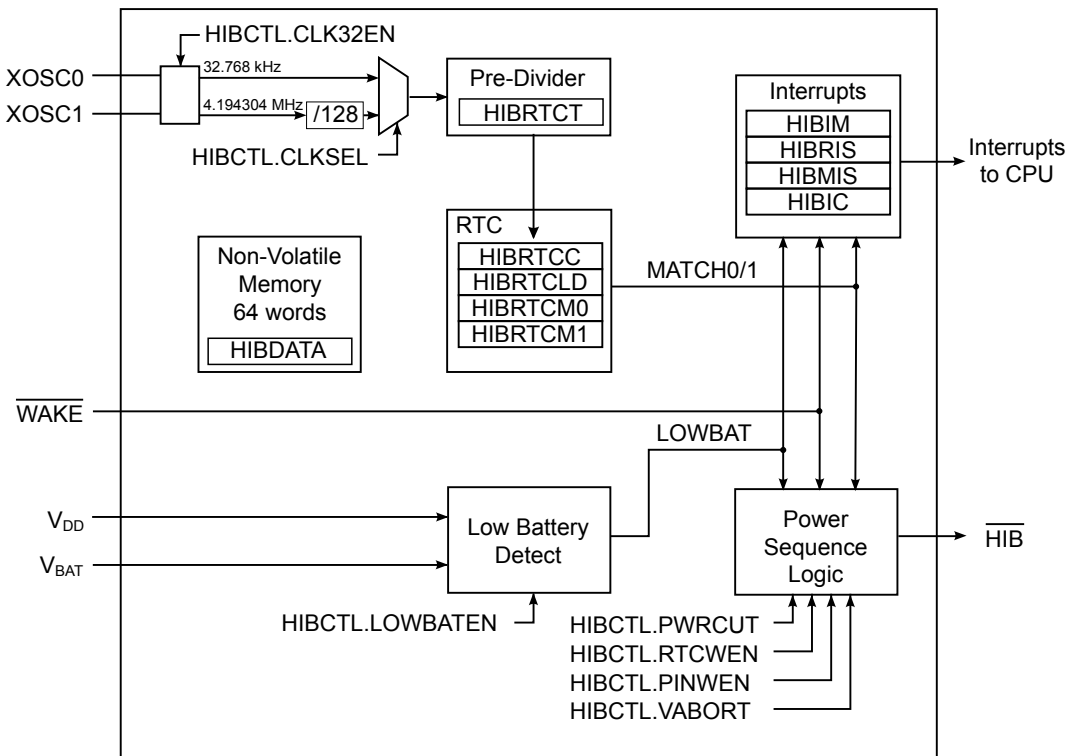 HIBCTL.CLK32EN
XOSC0
XOSC1
32.768 kHz
4.194304 MHz
/128
HIBCTL.CLKSEL
Pre-Divider
HIBRTCT
Interrupts
HIBIM
HIBRIS
HIBMIS
HIBIC
Interrupts
to CPU
RTC
HIBRTCC
HIBRTCLD
HIBRTCM0
HIBRTCM1
MATCH0/1
Non-Volatile
Memory
64 words
HIBDATA
WAKE
LOWBAT
VDD
VBAT
Low Battery
Detect
HIBCTL.LOWBATEN
Power
Sequence
Logic
HIB
HIBCTL.PWRCUT
HIBCTL.RTCWEN
HIBCTL.PINWEN
HIBCTL.VABORT